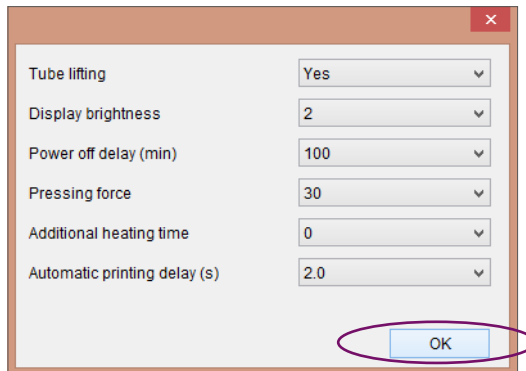 Tube lifting Yes
Display brightness 2
Power off delay (min) 100
Pressing force 30
Additional heating time 0
Automatic printing delay (s) 2.0
OK